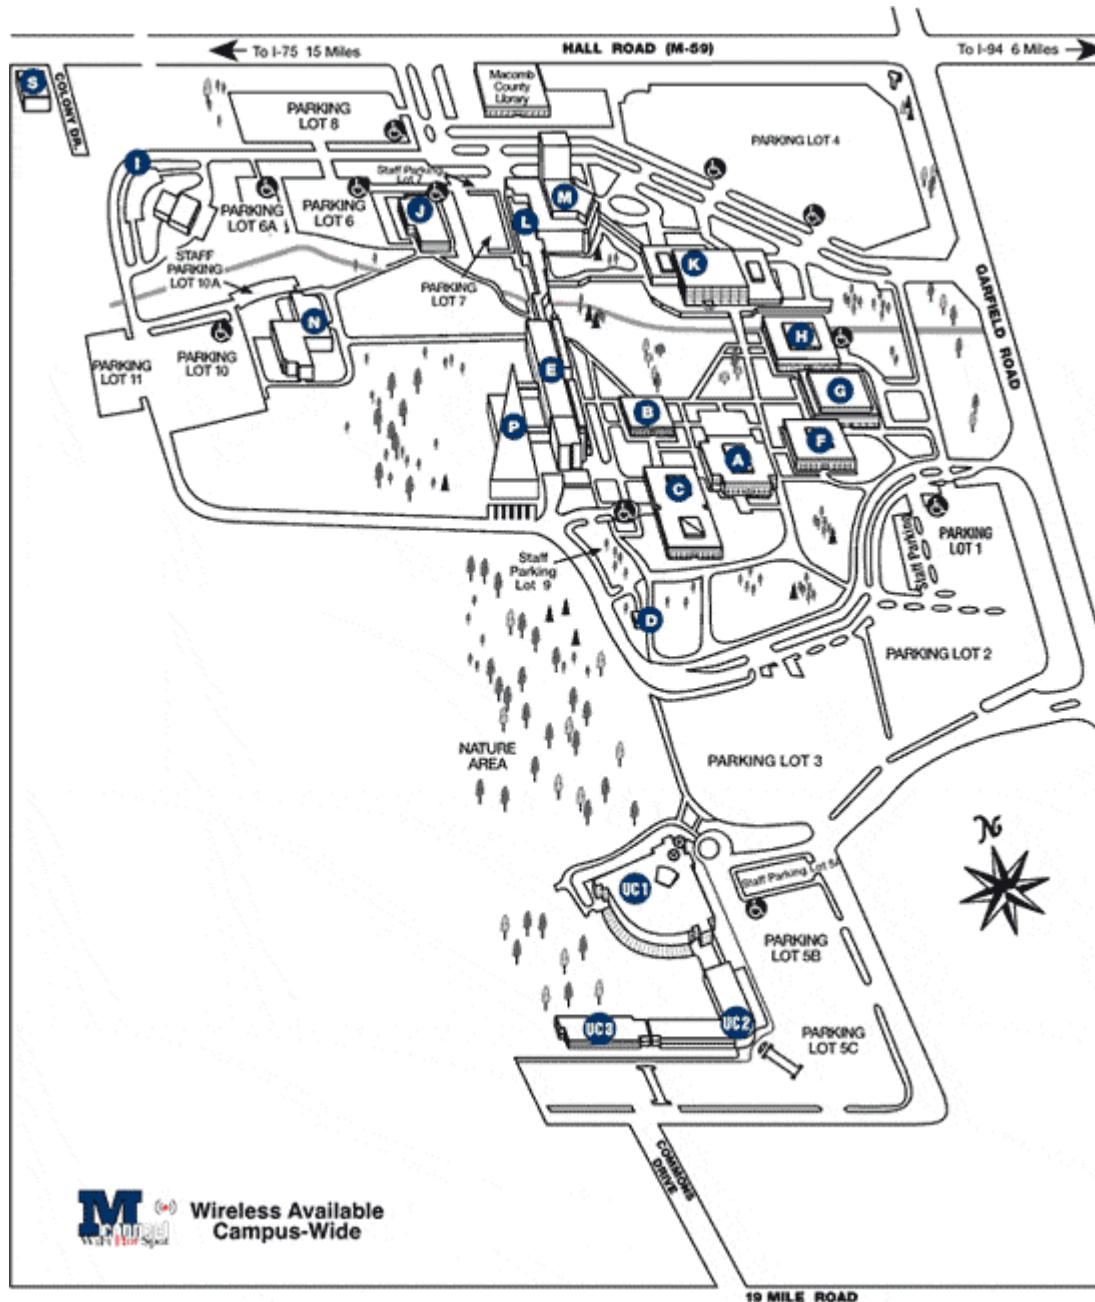 To I-75 15 Miles
HALL ROAD (M-59)
To I-94 6 Miles
S
COLONY DR.
Macomb
County
Library
PARKING
LOT 8
PARKING LOT 4
I
Staff Parking
Lot 7
J
L
M
PARKING
LOT 6A
PARKING
LOT 6
STAFF
PARKING
LOT 10A
K
PARKING
LOT 7
GARFIELD ROAD
N
H
PARKING
LOT 11
PARKING
LOT 10
E
G
B
P
F
A
C
PARKING
LOT 1
Staff Parking
Staff
Parking
Lot 9
D
PARKING LOT 2
NATURE
AREA
PARKING LOT 3
N
Staff Parking Lot 5A
UC1
PARKING
LOT 5B
UC2
UC3
PARKING
LOT 5C
COMMONS
DRIVE
M
WiFi HotSpot
Wireless Available
Campus-Wide
19 MILE ROAD